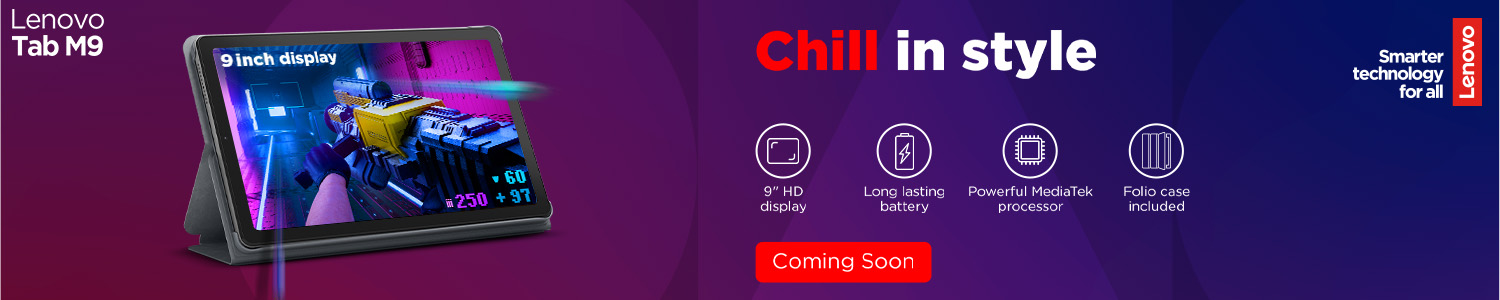 Lenovo
Tab M9
9 inch display
▼ 60
250 + 97
Chill in style
9" HD
display
Long lasting
battery
Powerful MediaTek
processor
Folio case
included
Coming Soon
Smarter
technology
for all
Lenovo